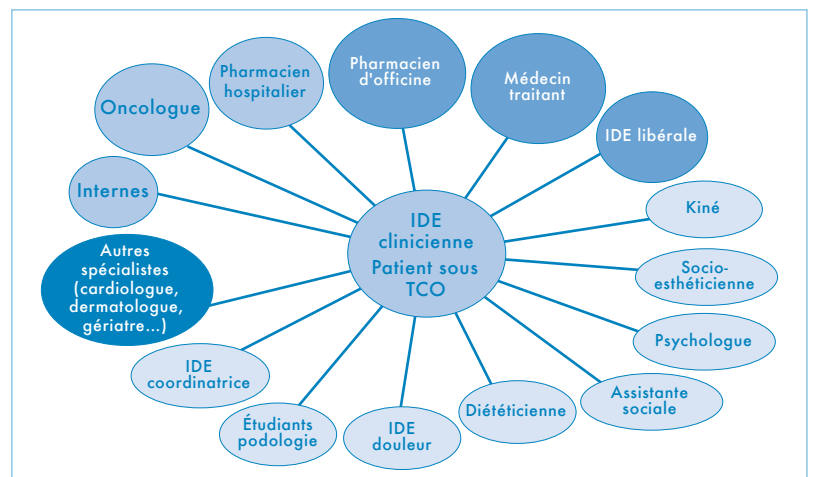 Pharmacien
d'officine
Médecin
traitant
Pharmacien
hospitalier
Oncologue
IDE libérale
Internes
Kiné
IDE
clinicienne
Patient sous
TCO
Autres
spécialistes
(cardiologue,
dermatologue,
gériatre...)
Socio-
esthéticienne
Psychologue
IDE
coordinatrice
Assistante
sociale
Diététicienne
Étudiants
podologie
IDE
douleur